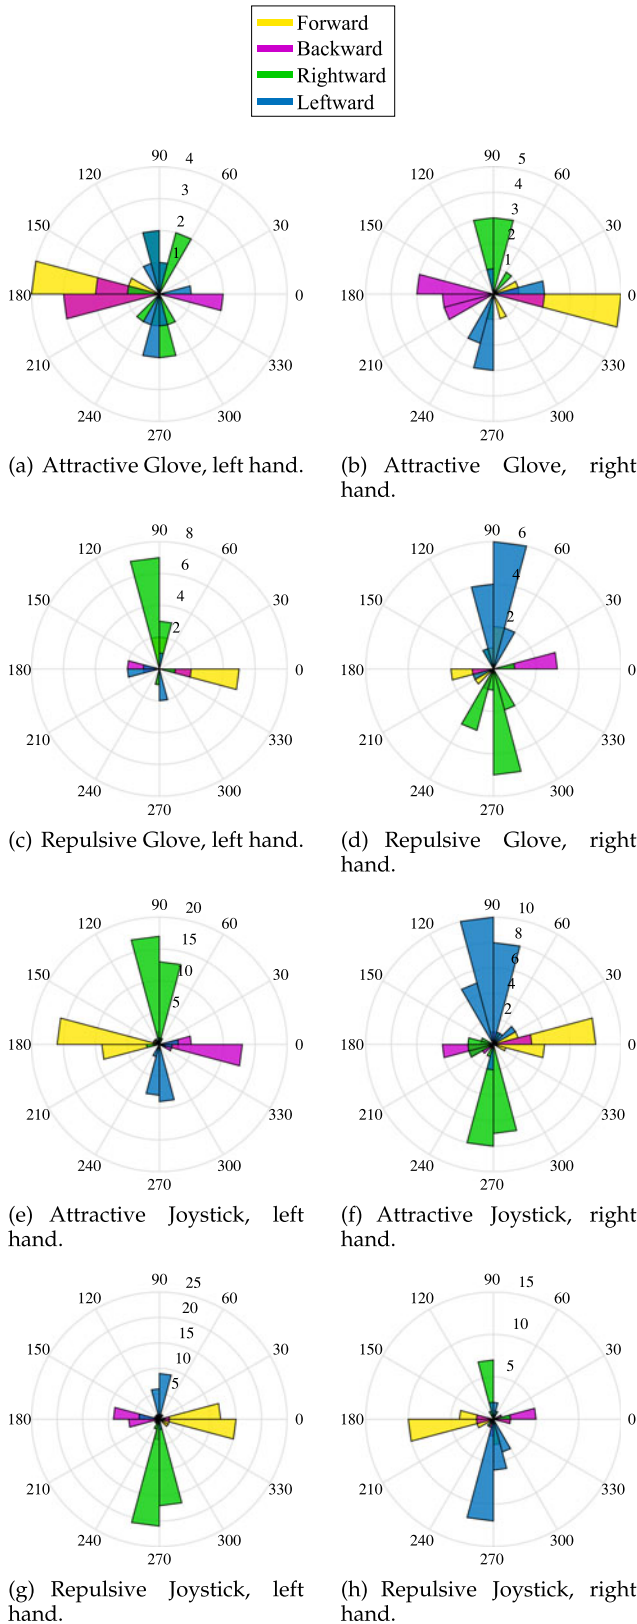 Forward
Backward
Rightward
Leftward
90 4
120 60
3
150 2 30
1
180 0
210 330
240 300
270
(a) Attractive Glove, left hand.
90 5
120 60
4
150 3 30
2
1
180 0
210 330
240 300
270
(b) Attractive Glove, right
hand.
90 8
120 60
6
150 4 30
2
180 0
210 330
240 300
270
(c) Repulsive Glove, left hand.
90 6
120 60
4
150 30
2
180 0
210 330
240 300
270
(d) Repulsive Glove, right
hand.
90 20
120 60
15
150 10 30
5
180 0
210 330
240 300
270
(e) Attractive Joystick, left
hand.
90 10
120 60
8
150 6 30
4
2
180 0
210 330
240 300
270
(f) Attractive Joystick, right
hand.
90 25
120 60
20
15
150 10 30
5
180 0
210 330
240 300
270
(g) Repulsive Joystick, left
hand.
90 15
120 60
10
150 5 30
180 0
210 330
240 300
270
(h) Repulsive Joystick, right
hand.